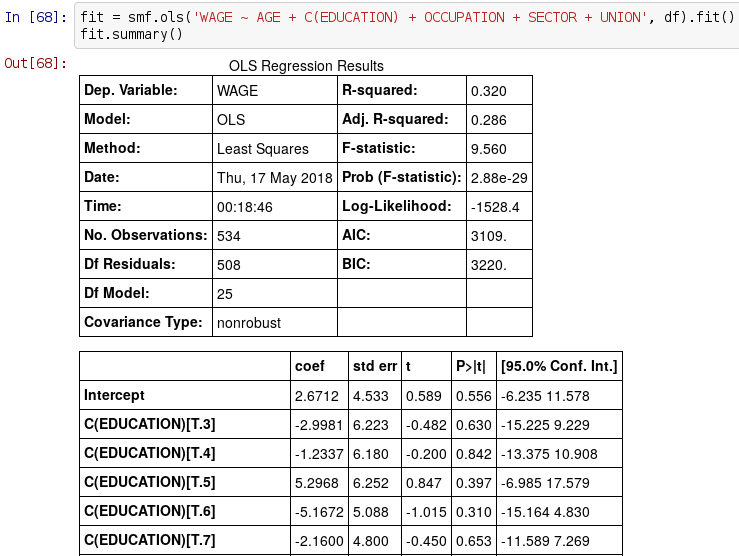 In [68]: fit = smf.ols('WAGE ~ AGE + C(EDUCATION) + OCCUPATION + SECTOR + UNION', df).fit()
fit.summary()
Out[68]: OLS Regression Results
Dep. Variable: WAGE R-squared: 0.320
Model: OLS Adj. R-squared: 0.286
Method: Least Squares F-statistic: 9.560
Date: Thu, 17 May 2018 Prob (F-statistic): 2.88e-29
Time: 00:18:46 Log-Likelihood: -1528.4
No. Observations: 534 AIC: 3109.
Df Residuals: 508 BIC: 3220.
Df Model: 25
Covariance Type: nonrobust
coef std err t P>|t| [95.0% Conf. Int.]
Intercept 2.6712 4.533 0.589 0.556 -6.235 11.578
C(EDUCATION)[T.3] -2.9981 6.223 -0.482 0.630 -15.225 9.229
C(EDUCATION)[T.4] -1.2337 6.180 -0.200 0.842 -13.375 10.908
C(EDUCATION)[T.5] 5.2968 6.252 0.847 0.397 -6.985 17.579
C(EDUCATION)[T.6] -5.1672 5.088 -1.015 0.310 -15.164 4.830
C(EDUCATION)[T.7] -2.1600 4.800 -0.450 0.653 -11.589 7.269